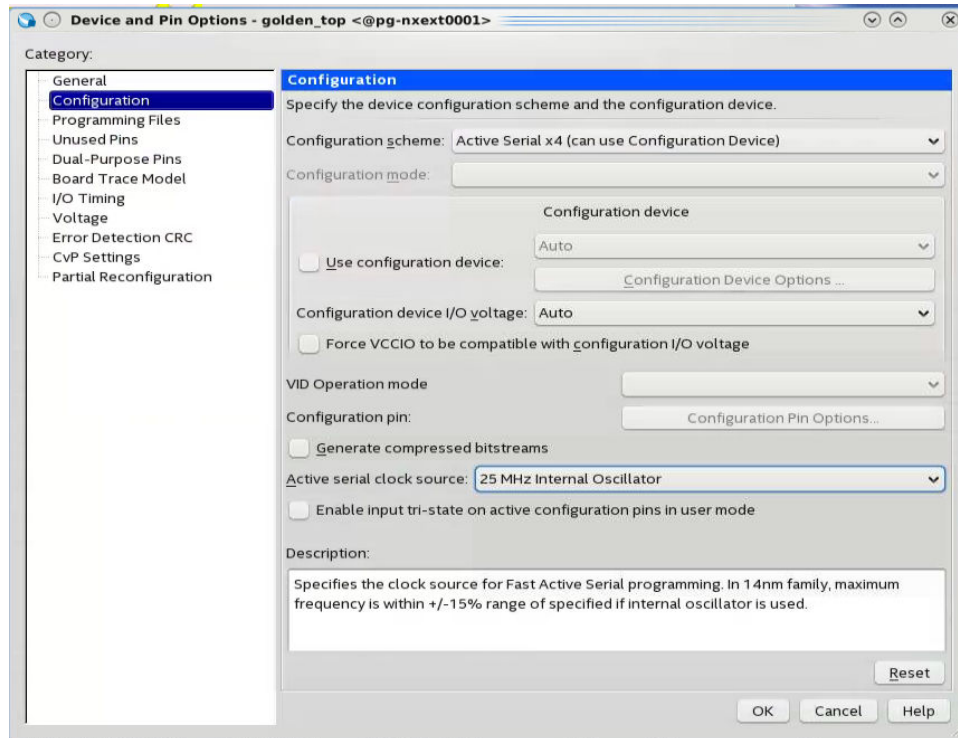 Device and Pin Options - golden_top <@pg-nxext0001>
Category:
General
Configuration
Programming Files
Unused Pins
Dual-Purpose Pins
Board Trace Model
I/O Timing
Voltage
Error Detection CRC
CvP Settings
Partial Reconfiguration
Configuration
Specify the device configuration scheme and the configuration device.
Configuration scheme: Active Serial x4 (can use Configuration Device)
Configuration mode:
Configuration device
Use configuration device: Auto
Configuration Device Options ...
Configuration device I/O voltage: Auto
Force VCCIO to be compatible with configuration I/O voltage
VID Operation mode
Configuration pin: Configuration Pin Options...
Generate compressed bitstreams
Active serial clock source: 25 MHz Internal Oscillator
Enable input tri-state on active configuration pins in user mode
Description:
Specifies the clock source for Fast Active Serial programming. In 14nm family, maximum
frequency is within +/-15% range of specified if internal oscillator is used.
Reset
OK Cancel Help